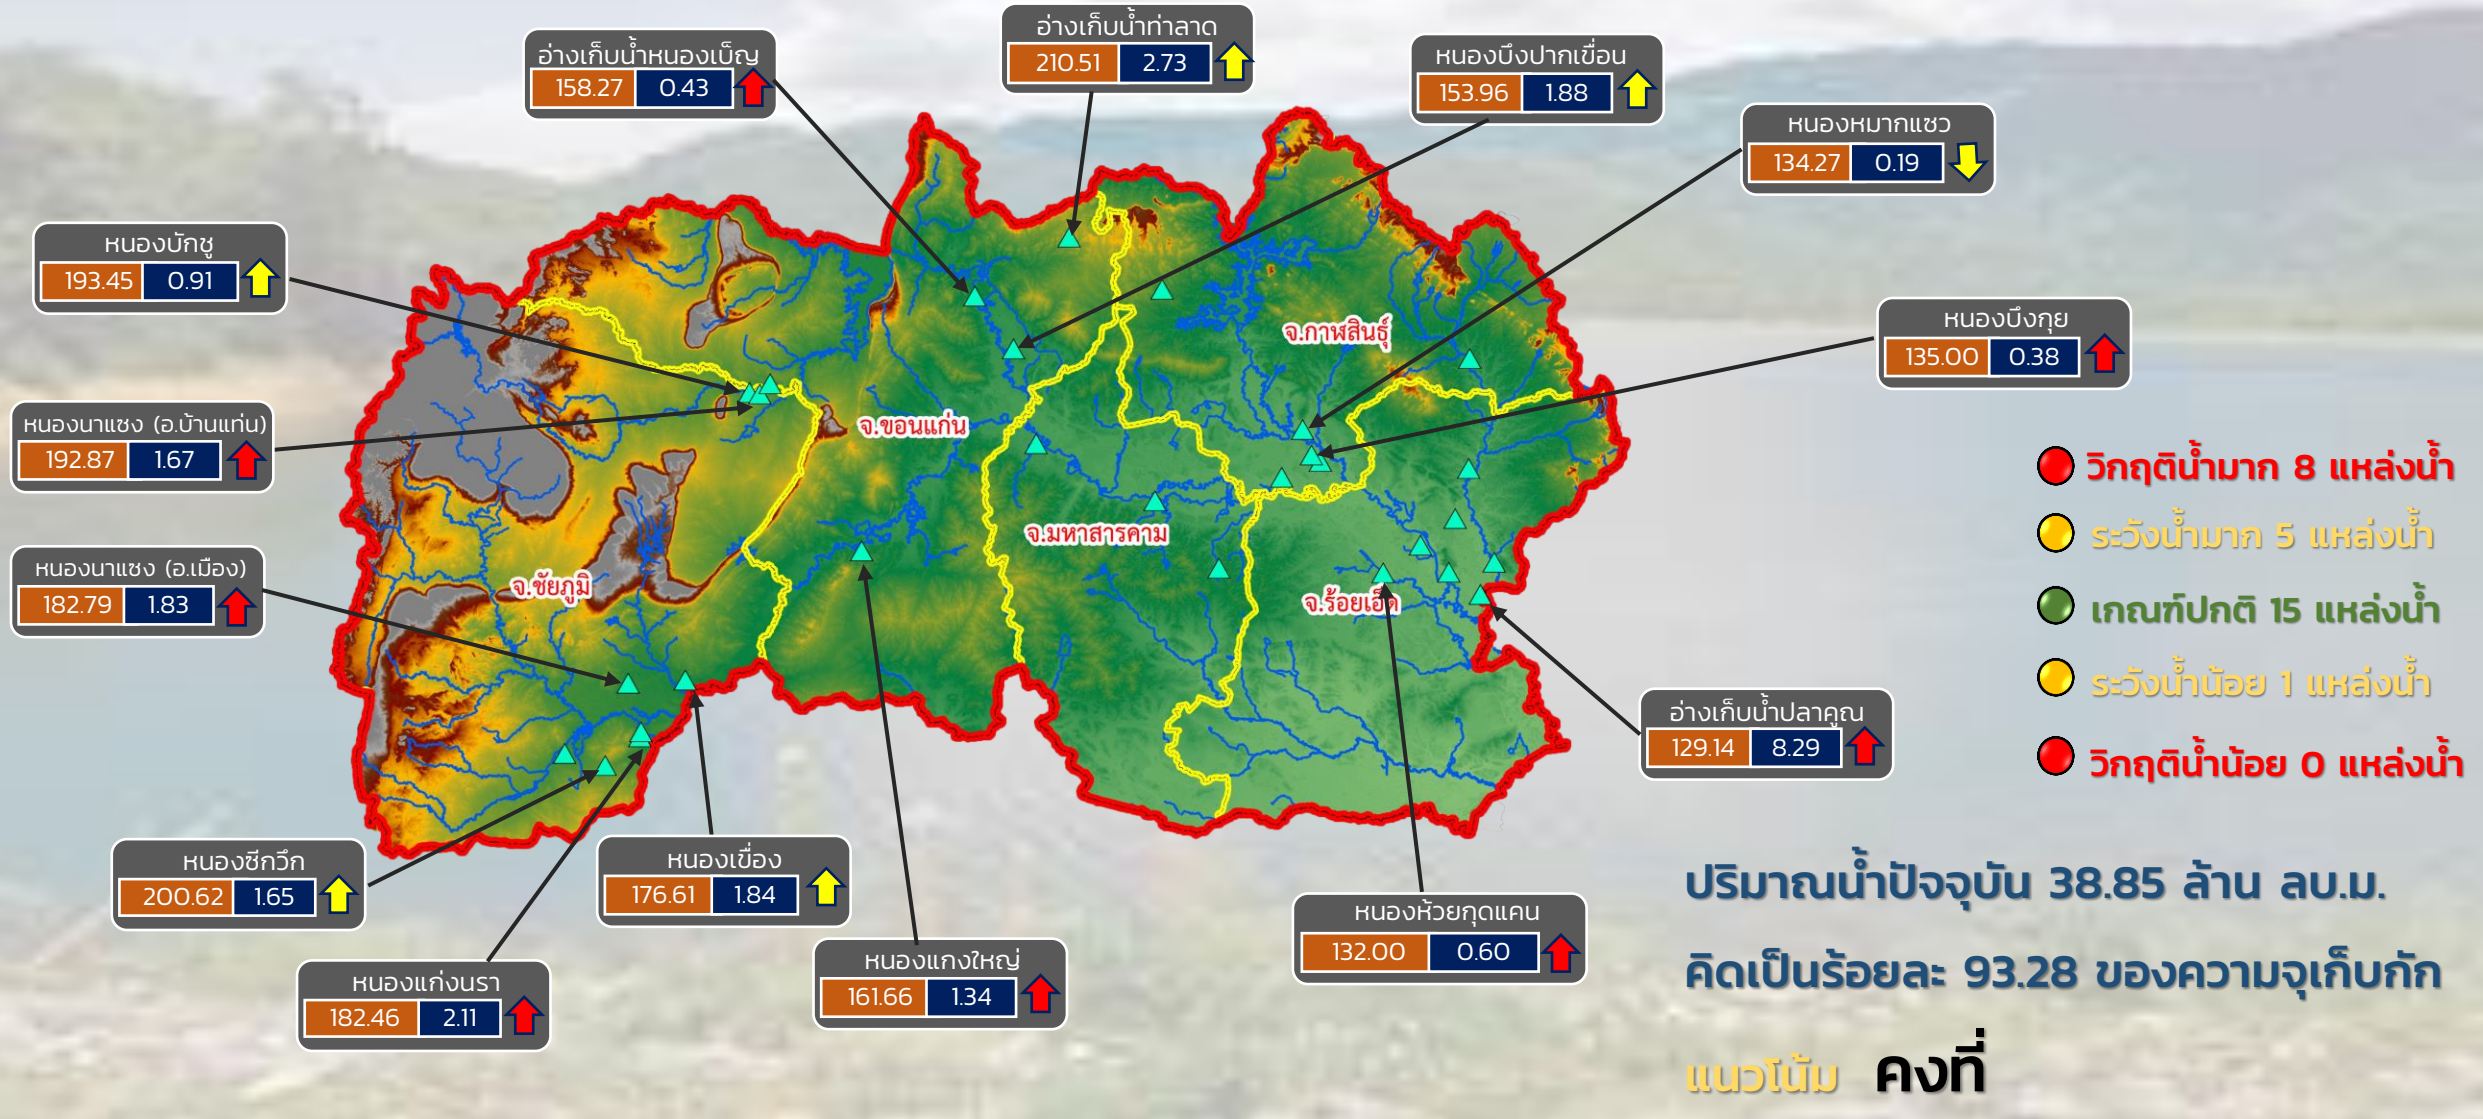 อ่างเก็บน้ำท่าลาด
210.51 2.73
อ่างเก็บน้ำหนองเบ็ญ
158.27 0.43
หนองบึงปากเขื่อน
153.96 1.88
หนองหมากแซว
134.27 0.19
หนองบักชู
193.45 0.91
หนองบึงกุย
135.00 0.38
จ.กาฬสินธุ์
หนองนาแซง (อ.บ้านแท่น)
192.87 1.67
จ.ขอนแก่น
วิกฤติน้ำมาก 8 แหล่งน้ำ
ระวังน้ำมาก 5 แหล่งน้ำ
จ.มหาสารคาม
หนองนาแซง (อ.เมือง)
182.79 1.83
จ.ชัยภูมิ
จ.ร้อยเอ็ด
เกณฑ์ปกติ 15 แหล่งน้ำ
ระวังน้ำน้อย 1 แหล่งน้ำ
อ่างเก็บน้ำปลาคูณ
129.14 8.29
วิกฤติน้ำน้อย 0 แหล่งน้ำ
หนองซีกวึก
200.62 1.65
หนองเขื่อง
176.61 1.84
หนองห้วยกุดแคน
132.00 0.60
หนองแกงใหญ่
161.66 1.34
หนองแก่งนรา
182.46 2.11
ปริมาณน้ำปัจจุบัน 38.85 ล้าน ลบ.ม.
คิดเป็นร้อยละ 93.28 ของความจุเก็บกัก
แนวโน้ม คงที่